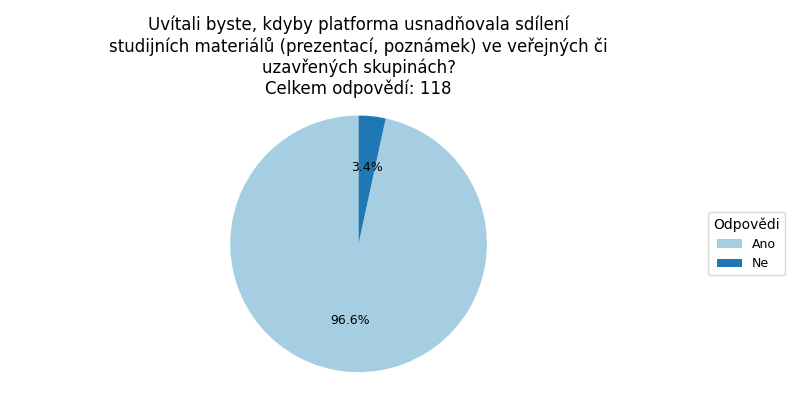 Uvítali byste, kdyby platforma usnadňovala sdílení
studijních materiálů (prezentací, poznámek) ve veřejných či
uzavřených skupinách?
Celkem odpovědí: 118
3.4%
96.6%
Odpovědi
Ano
Ne